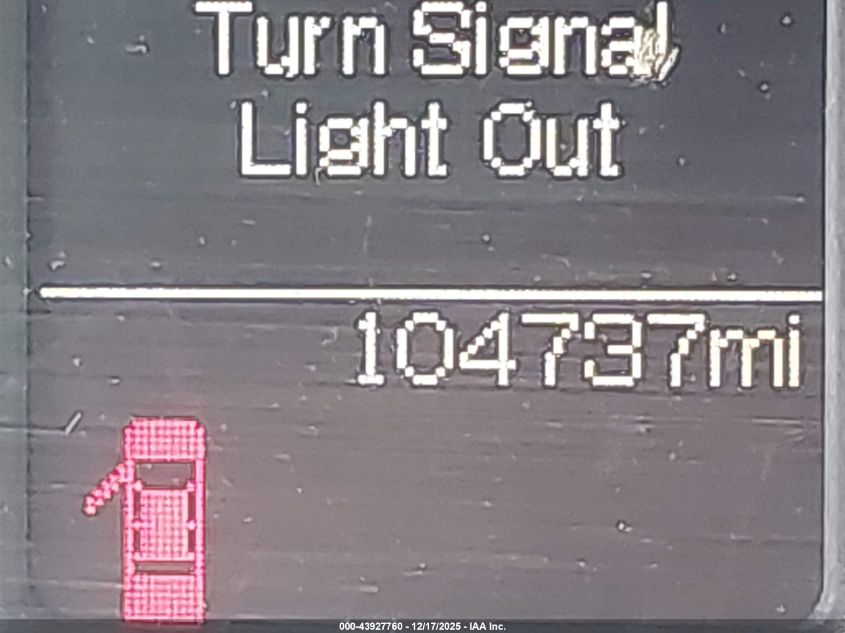 Turn Signal
Light Out
104737mi
000-43927760 - 12/17/2025 - IAA Inc.